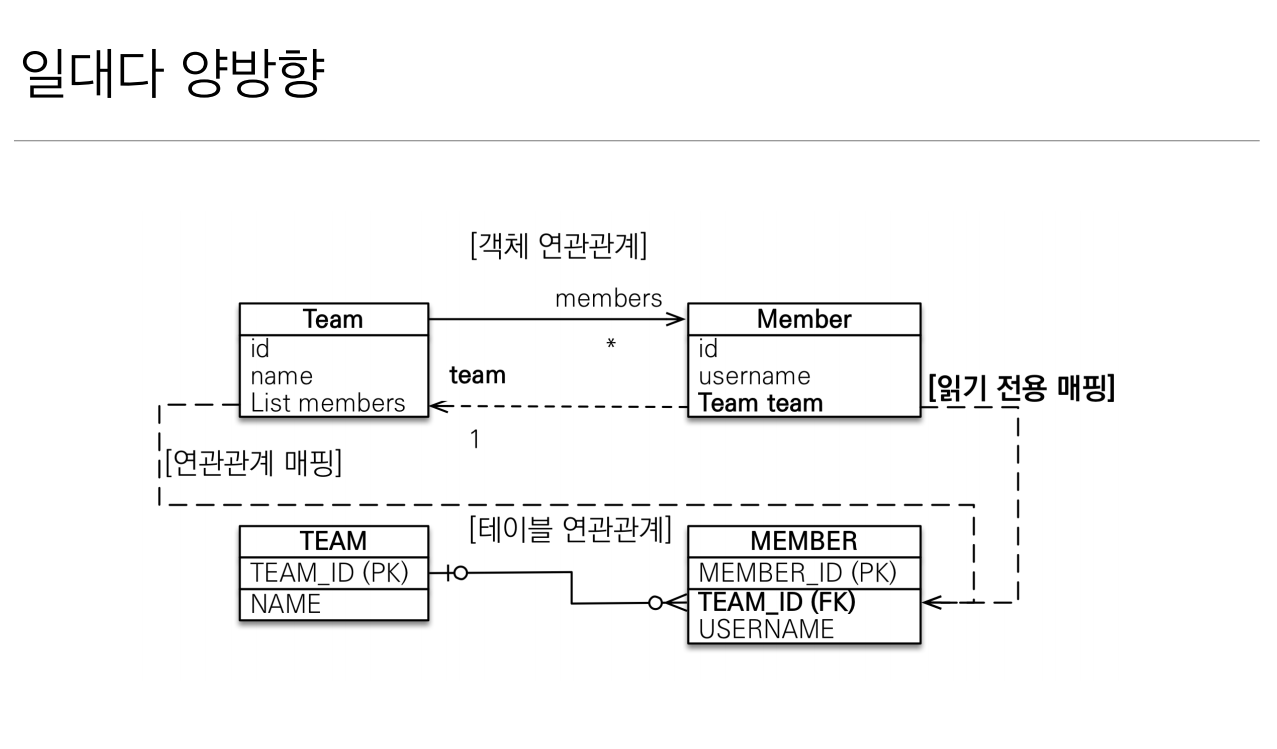 일대다 양방향
[객체 연관관계]
members
*
Team
id
name
List members
team
1
Member
id
username
Team team
[읽기 전용 매핑]
[연관관계 매핑]
[테이블 연관관계]
TEAM
TEAM_ID (PK)
NAME
MEMBER
MEMBER_ID (PK)
TEAM_ID (FK)
USERNAME